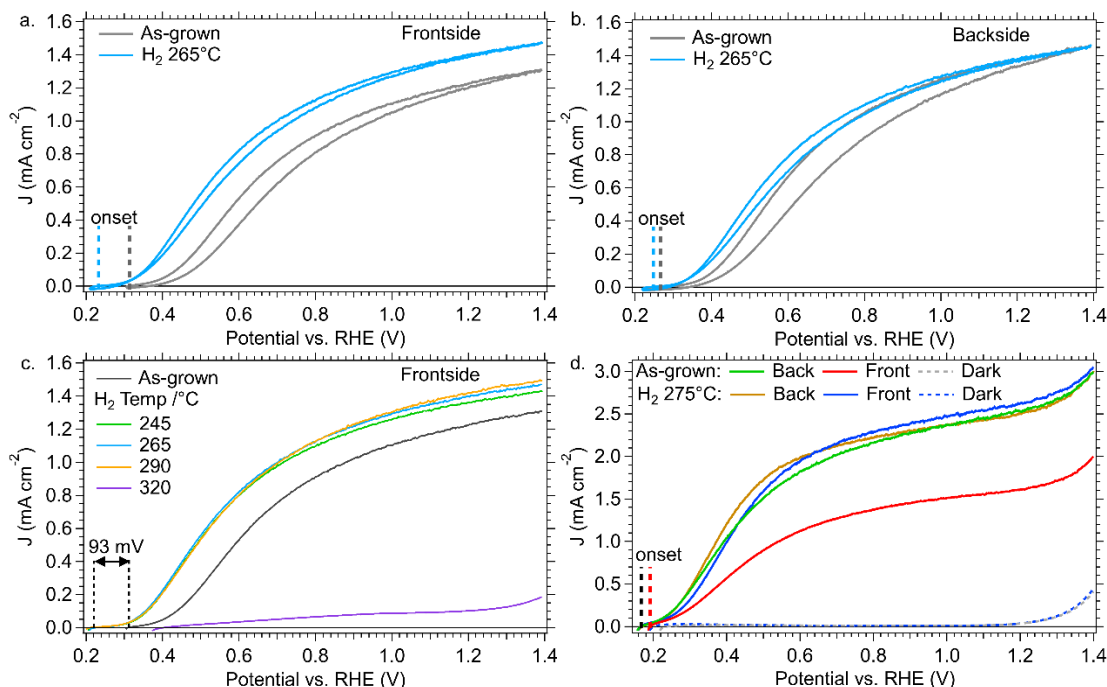 a.
As-grown
H₂ 265°C
Frontside
onset
J (mA cm⁻²)
1.6
1.4
1.2
1.0
0.8
0.6
0.4
0.2
0.0
0.2 0.4 0.6 0.8 1.0 1.2 1.4
Potential vs. RHE (V)
b.
As-grown
H₂ 265°C
Backside
onset
J (mA cm⁻²)
1.6
1.4
1.2
1.0
0.8
0.6
0.4
0.2
0.0
0.2 0.4 0.6 0.8 1.0 1.2 1.4
Potential vs. RHE (V)
c.
As-grown
Frontside
H₂ Temp /°C
245
265
290
320
93 mV
J (mA cm⁻²)
1.6
1.4
1.2
1.0
0.8
0.6
0.4
0.2
0.0
0.2 0.4 0.6 0.8 1.0 1.2 1.4
Potential vs. RHE (V)
d.
As-grown: Back Front Dark
H₂ 275°C: Back Front Dark
onset
J (mA cm⁻²)
3.0
2.5
2.0
1.5
1.0
0.5
0.0
0.2 0.4 0.6 0.8 1.0 1.2 1.4
Potential vs. RHE (V)